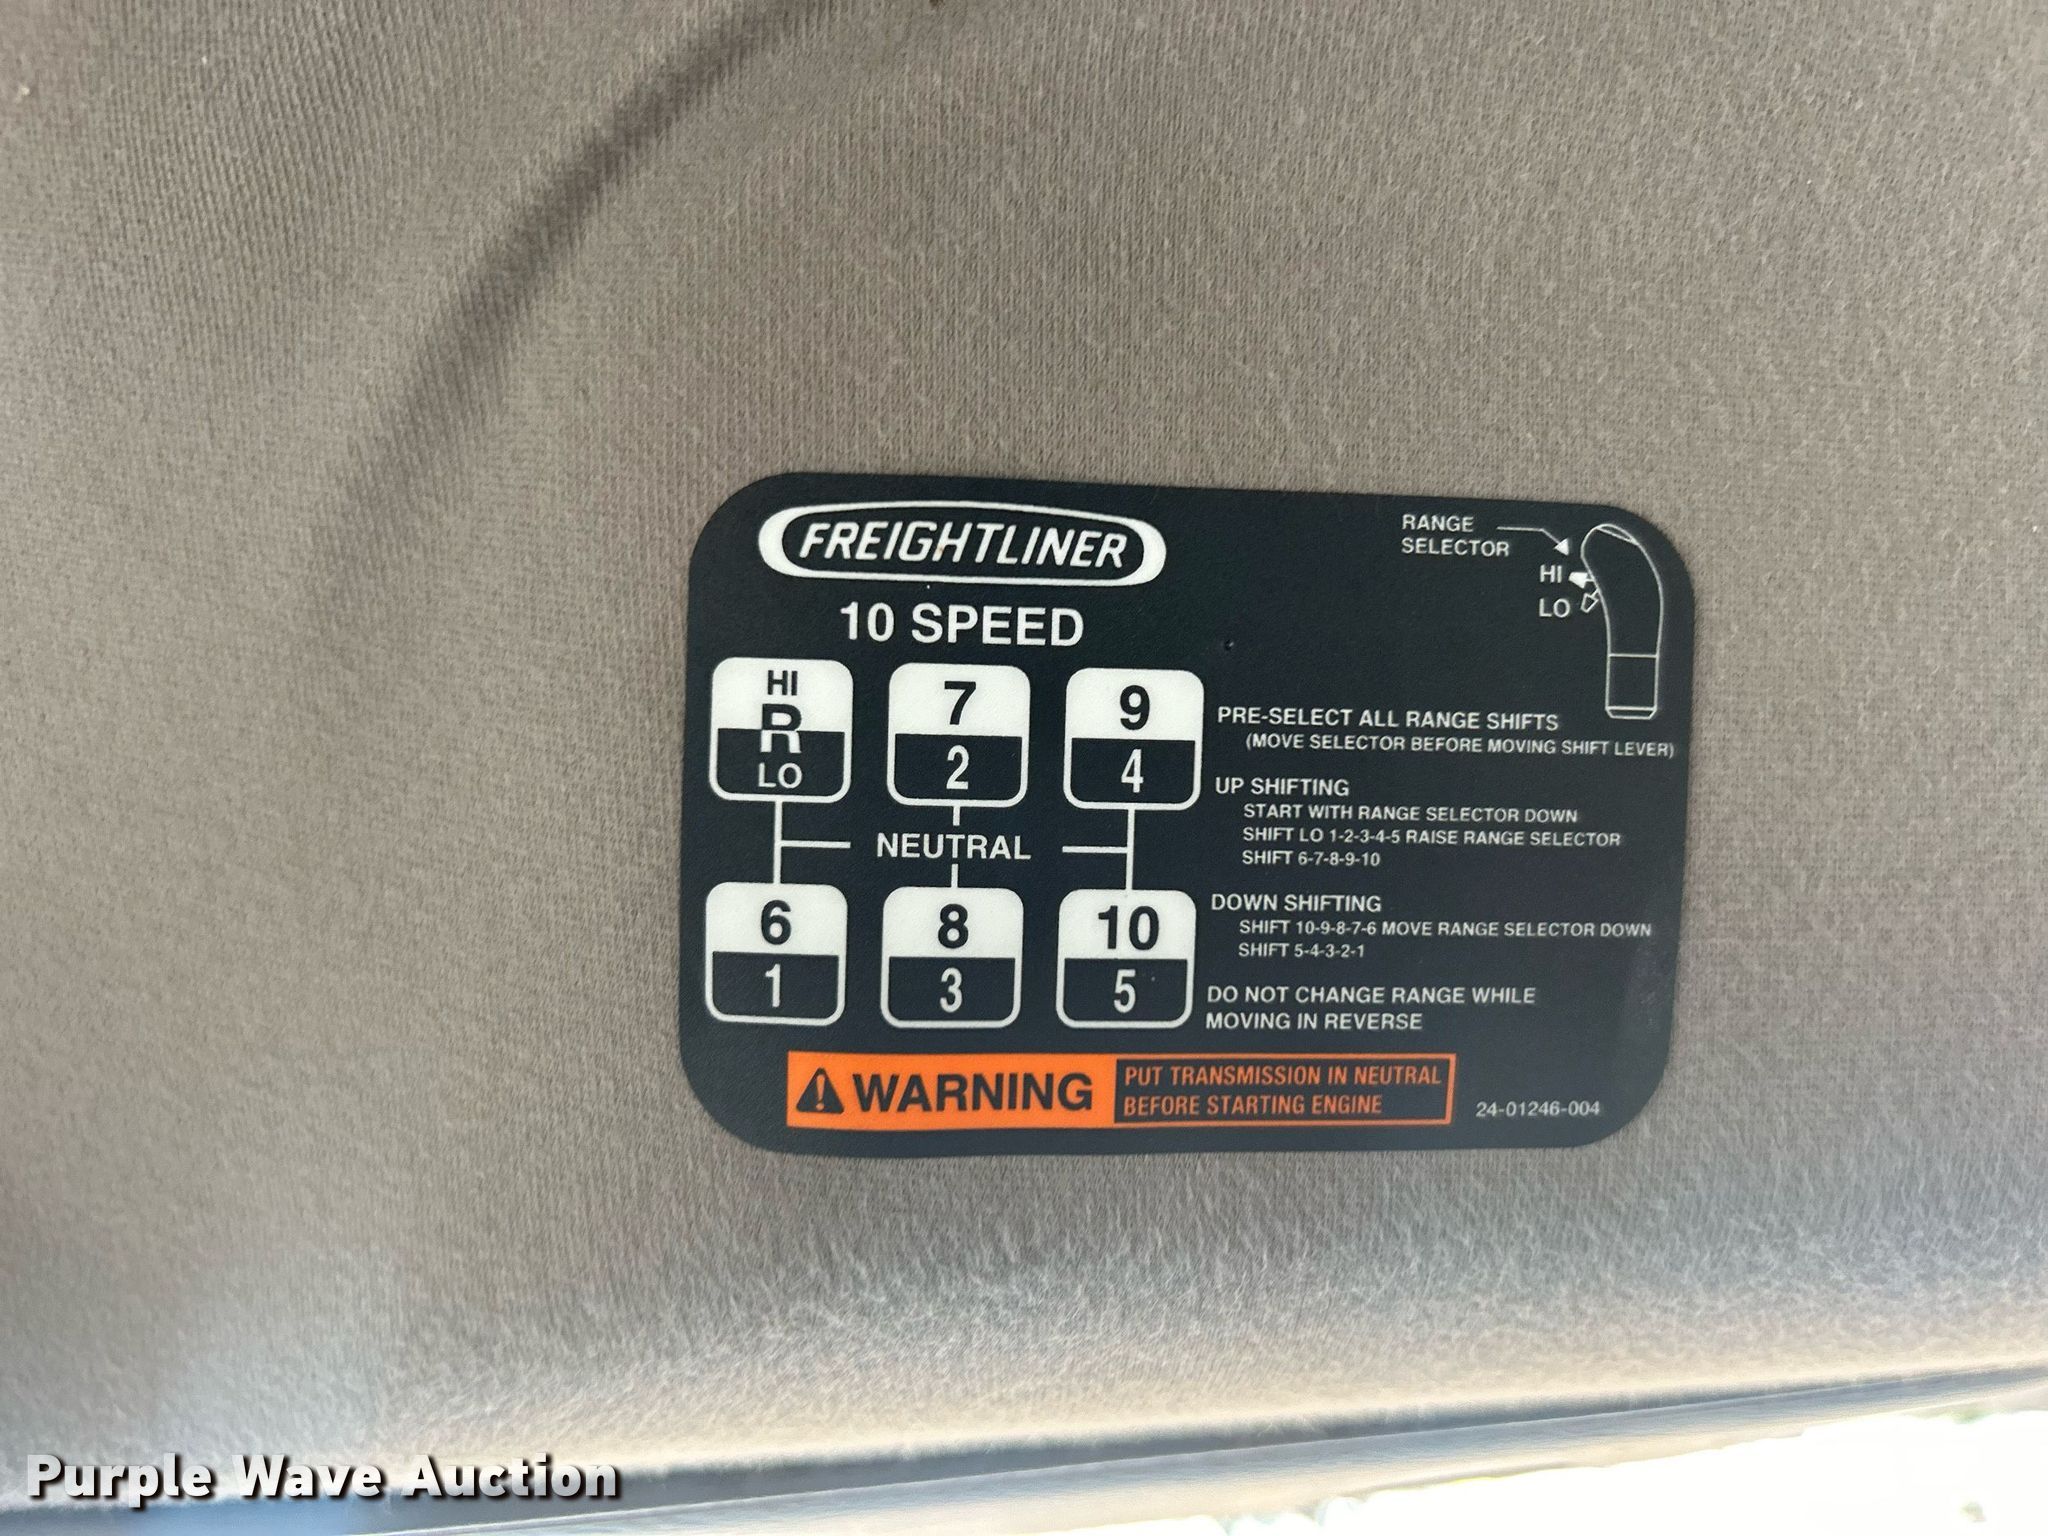 FREIGHTLINER
10 SPEED
RANGE
SELECTOR
HI
LO
HI
R
LO
7
2
9
4
NEUTRAL
6
1
8
3
10
5
PRE-SELECT ALL RANGE SHIFTS
(MOVE SELECTOR BEFORE MOVING SHIFT LEVER)
UP SHIFTING
START WITH RANGE SELECTOR DOWN
SHIFT LO 1-2-3-4-5 RAISE RANGE SELECTOR
SHIFT 6-7-8-9-10
DOWN SHIFTING
SHIFT 10-9-8-7-6 MOVE RANGE SELECTOR DOWN
SHIFT 5-4-3-2-1
DO NOT CHANGE RANGE WHILE
MOVING IN REVERSE
WARNING
PUT TRANSMISSION IN NEUTRAL
BEFORE STARTING ENGINE
24-01246-004
Purple Wave Auction